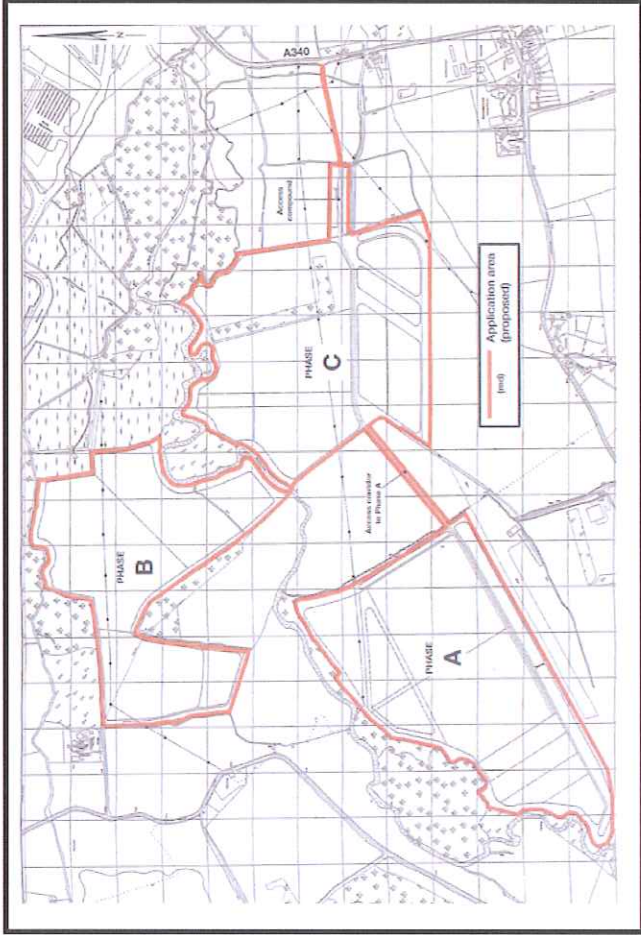 A340
Access
compound
PHASE
C
Application area
(proposed)
(red)
PHASE
B
Access corridor
to Phase A
PHASE
A
N